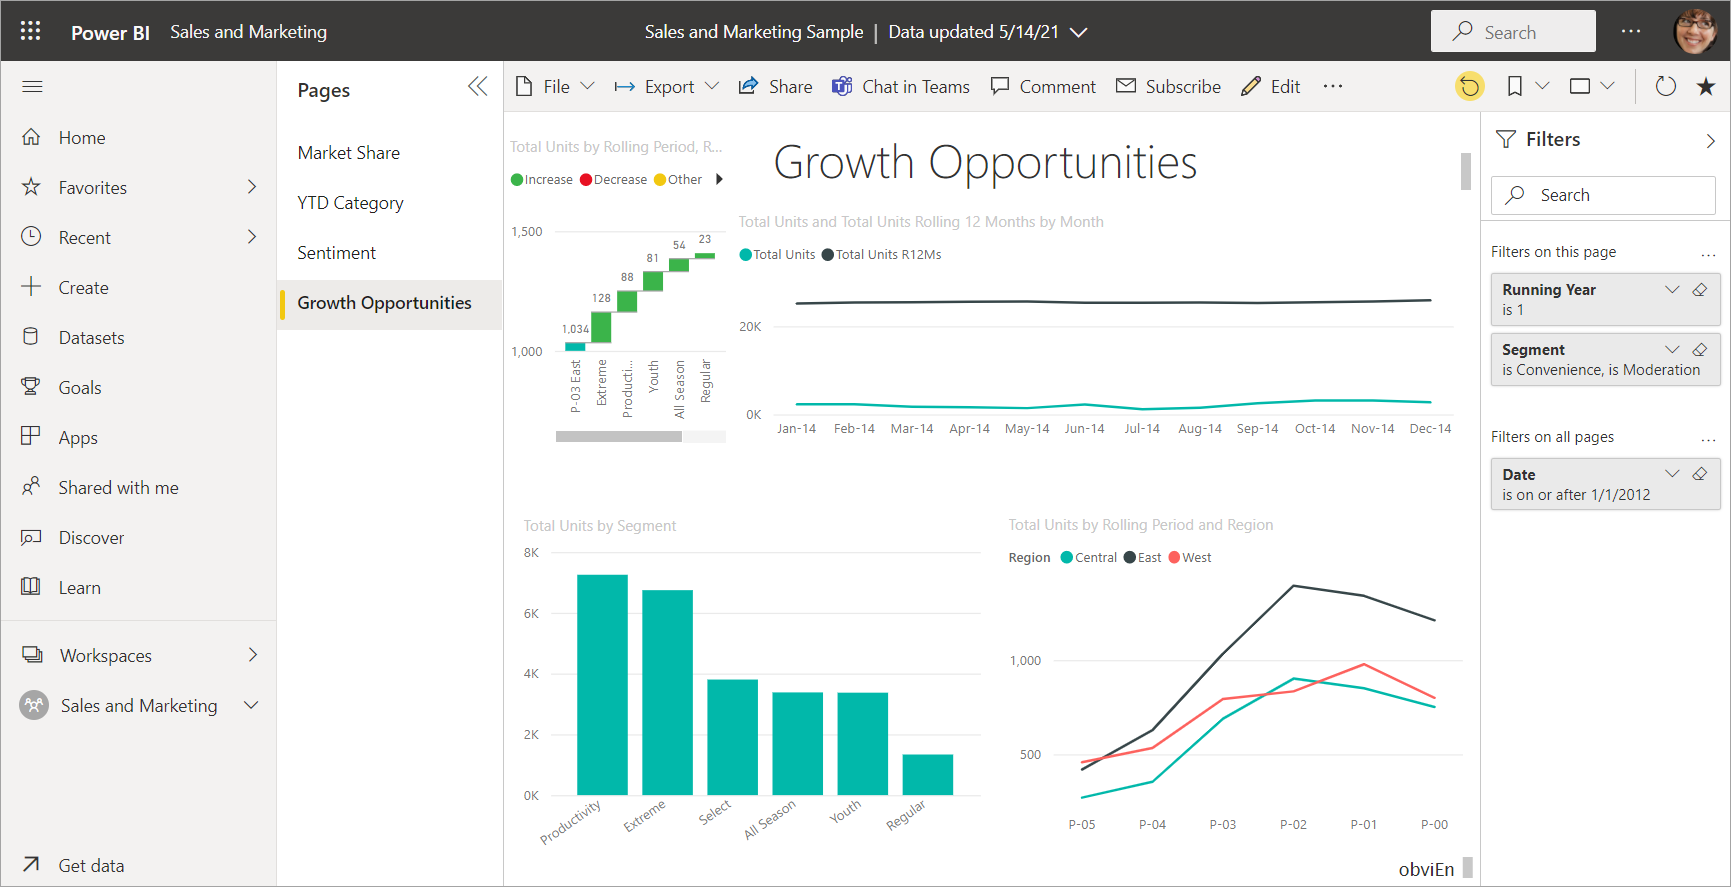 Power BI Sales and Marketing
Sales and Marketing Sample | Data updated 5/14/21
Search
Home
Favorites
Recent
Create
Datasets
Goals
Apps
Shared with me
Discover
Learn
Workspaces
Sales and Marketing
Get data
Pages
Market Share
YTD Category
Sentiment
Growth Opportunities
File Export Share Chat in Teams Comment Subscribe Edit
Total Units by Rolling Period, R...
Increase Decrease Other
1,500
1,000
1,034
128
88
81
54
23
P-03 East
Extreme
Producti...
Youth
All Season
Regular
Growth Opportunities
Total Units and Total Units Rolling 12 Months by Month
Total Units Total Units R12Ms
20K
0K
Jan-14 Feb-14 Mar-14 Apr-14 May-14 Jun-14 Jul-14 Aug-14 Sep-14 Oct-14 Nov-14 Dec-14
Total Units by Segment
8K
6K
4K
2K
0K
Productivity
Extreme
Select
All Season
Youth
Regular
Total Units by Rolling Period and Region
Region Central East West
1,000
500
P-05 P-04 P-03 P-02 P-01 P-00
obviEn
Filters
Search
Filters on this page
Running Year
is 1
Segment
is Convenience, is Moderation
Filters on all pages
Date
is on or after 1/1/2012